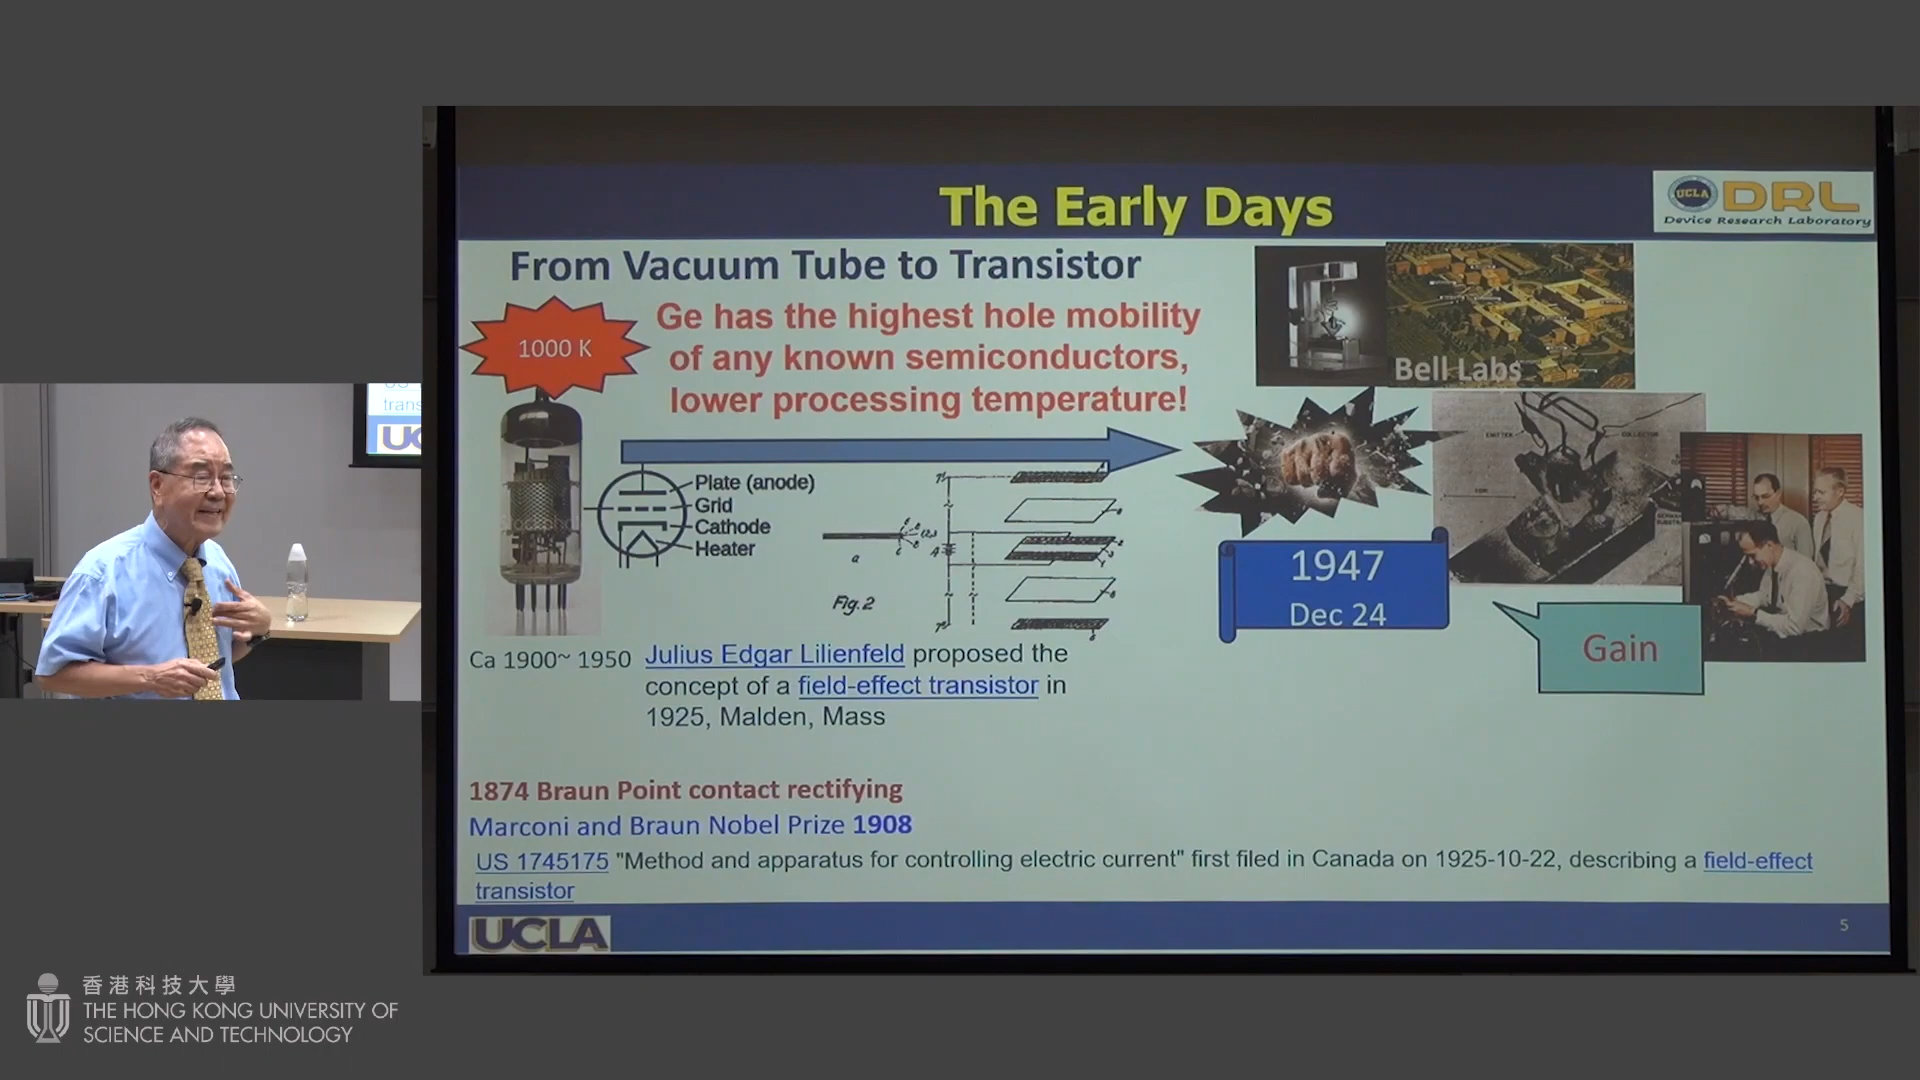 The Early Days
UCLA DRL
Device Research Laboratory
From Vacuum Tube to Transistor
1000 K
Ge has the highest hole mobility
of any known semiconductors,
lower processing temperature!
Bell Labs
EMITTER
COLLECTOR
Plate (anode)
Grid
Cathode
Heater
a
Fig.2
1947
Dec 24
Gain
Ca 1900~ 1950
Julius Edgar Lilienfeld proposed the
concept of a field-effect transistor in
1925, Malden, Mass
1874 Braun Point contact rectifying
Marconi and Braun Nobel Prize 1908
US 1745175 "Method and apparatus for controlling electric current" first filed in Canada on 1925-10-22, describing a field-effect
transistor
UCLA
5
trans
UC
香港科技大學
THE HONG KONG UNIVERSITY OF
SCIENCE AND TECHNOLOGY